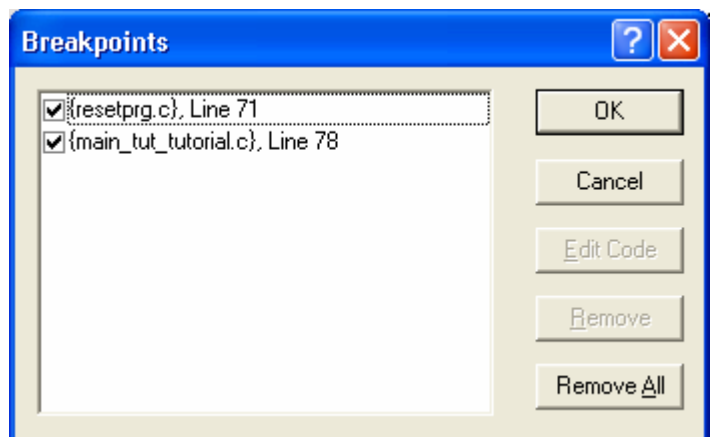 Breakpoints
{resetprg.c}, Line 71
{main_tut_tutorial.c}, Line 78
OK
Cancel
Edit Code
Remove
Remove All